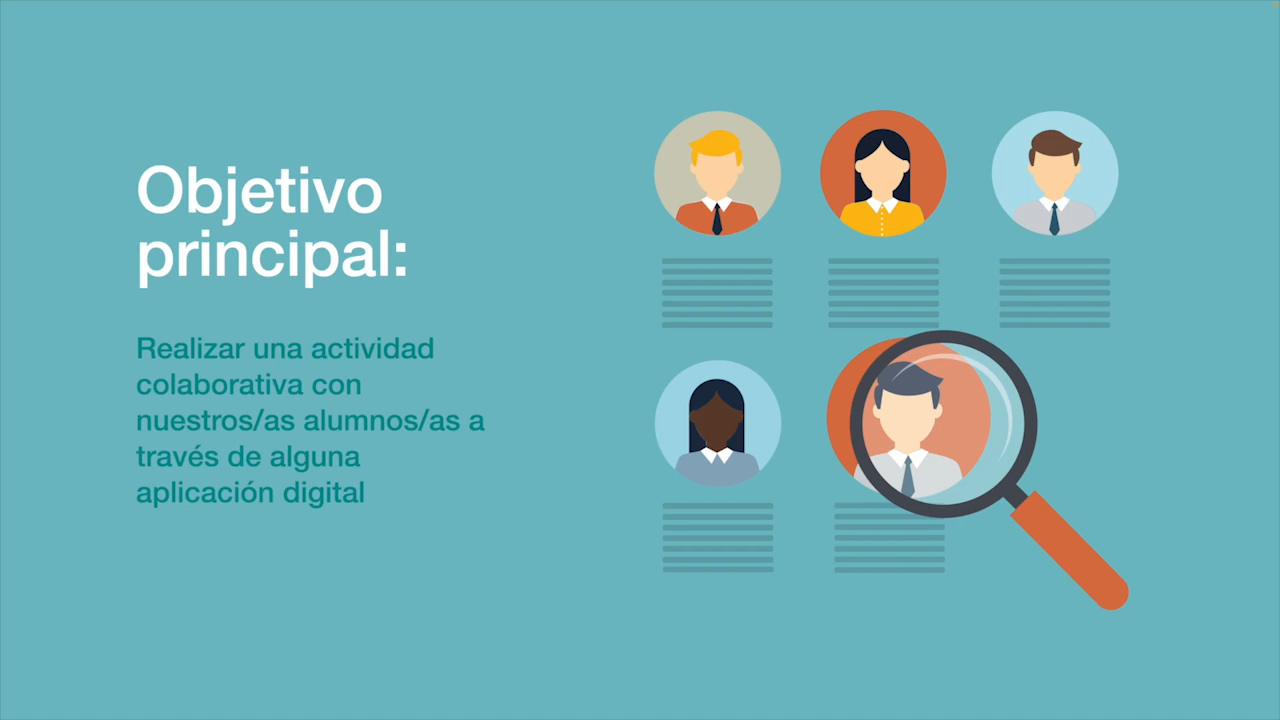 Objetivo
principal:
Realizar una actividad
colaborativa con
nuestros/as alumnos/as a
través de alguna
aplicación digital